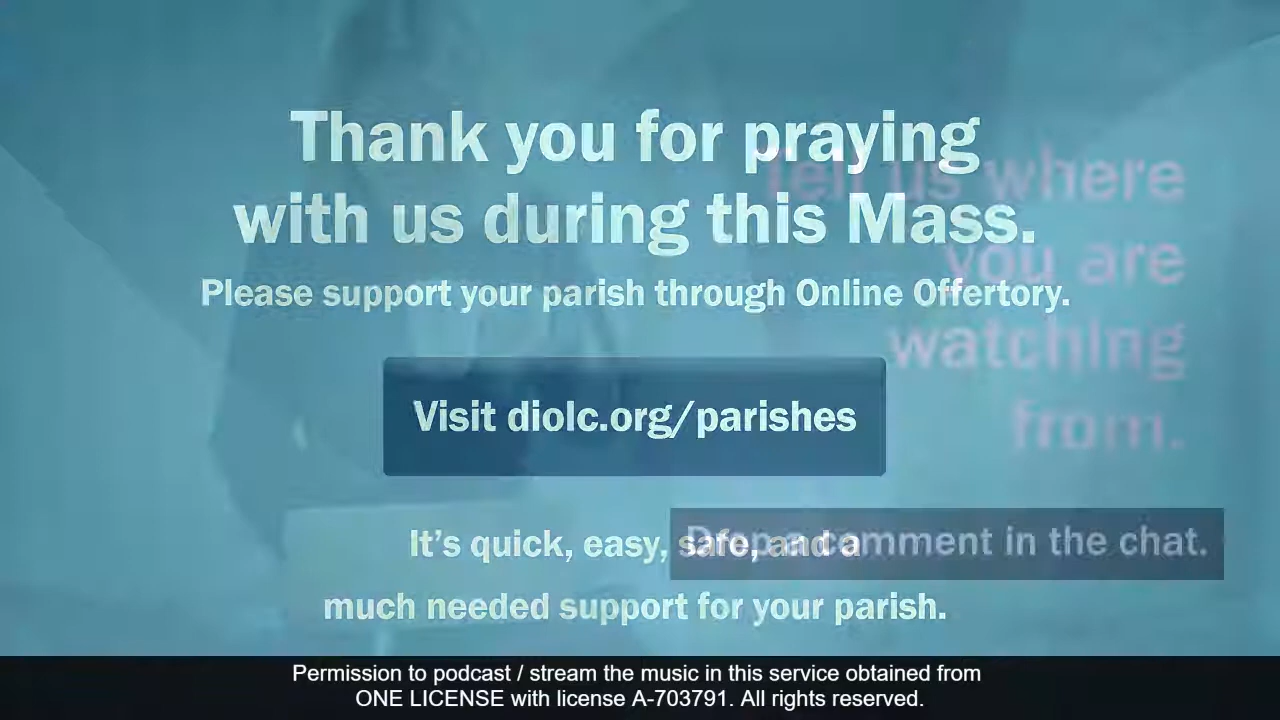 Thank you for praying
with us during this Mass.
Please support your parish through Online Offertory.
Visit diolc.org/parishes
It’s quick, easy, safe, and a
much needed support for your parish.
Tell us where
you are
watching
from.
Drop a comment in the chat.
Permission to podcast / stream the music in this service obtained from
ONE LICENSE with license A-703791. All rights reserved.